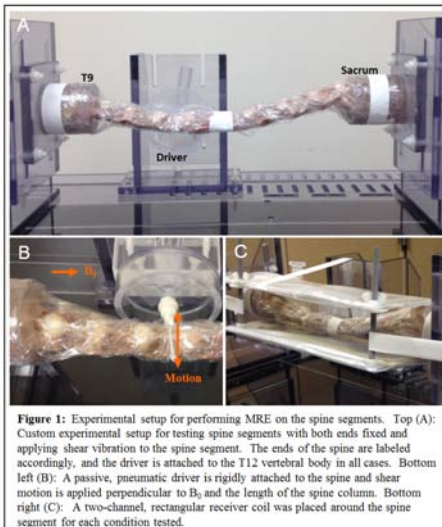 A
T9
Sacrum
Driver
B
B₀
Motion
C
Figure 1: Experimental setup for performing MRE on the spine segments. Top (A):
Custom experimental setup for testing spine segments with both ends fixed and
applying shear vibration to the spine segment. The ends of the spine are labeled
accordingly, and the driver is attached to the T12 vertebral body in all cases. Bottom
left (B): A passive, pneumatic driver is rigidly attached to the spine and shear
motion is applied perpendicular to B₀ and the length of the spine column. Bottom
right (C): A two-channel, rectangular receiver coil was placed around the spine
segment for each condition tested.